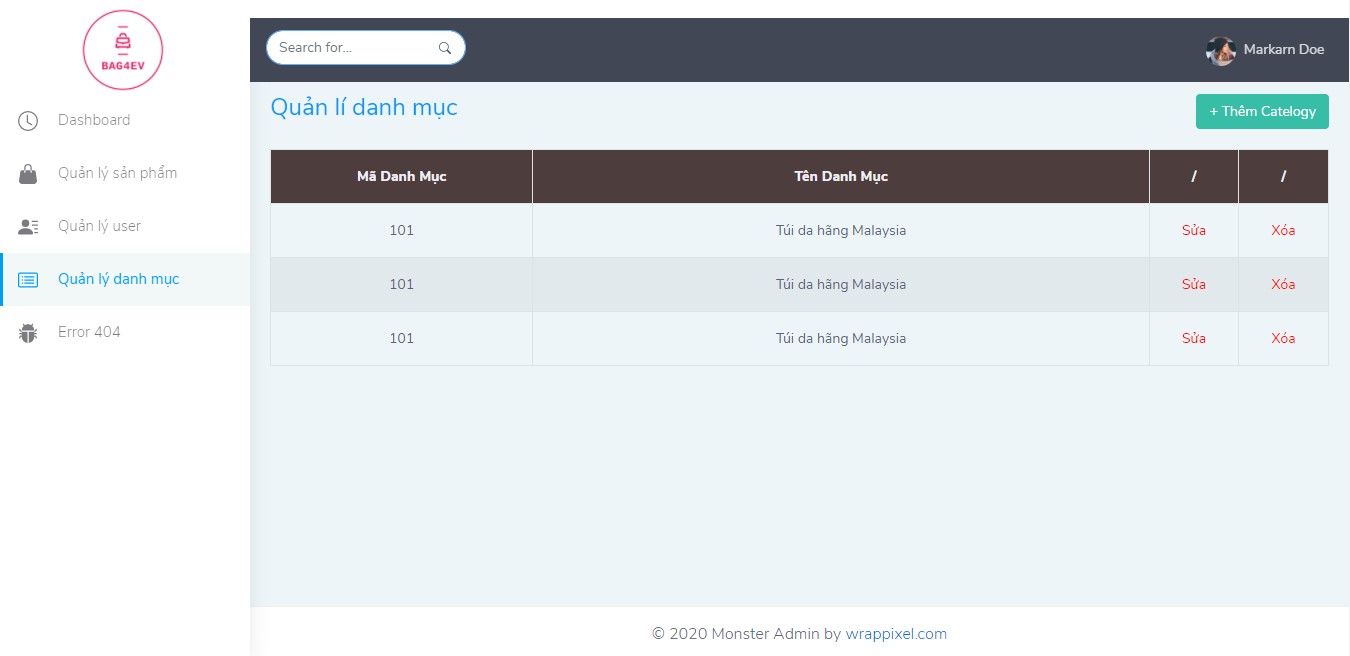 BAG4EV
Dashboard
Quản lý sản phẩm
Quản lý user
Quản lý danh mục
Error 404
Search for...
Markarn Doe
Quản lí danh mục
+ Thêm Catelogy
Mã Danh Mục Tên Danh Mục / /
101 Túi da hãng Malaysia Sửa Xóa
101 Túi da hãng Malaysia Sửa Xóa
101 Túi da hãng Malaysia Sửa Xóa
© 2020 Monster Admin by wrappixel.com